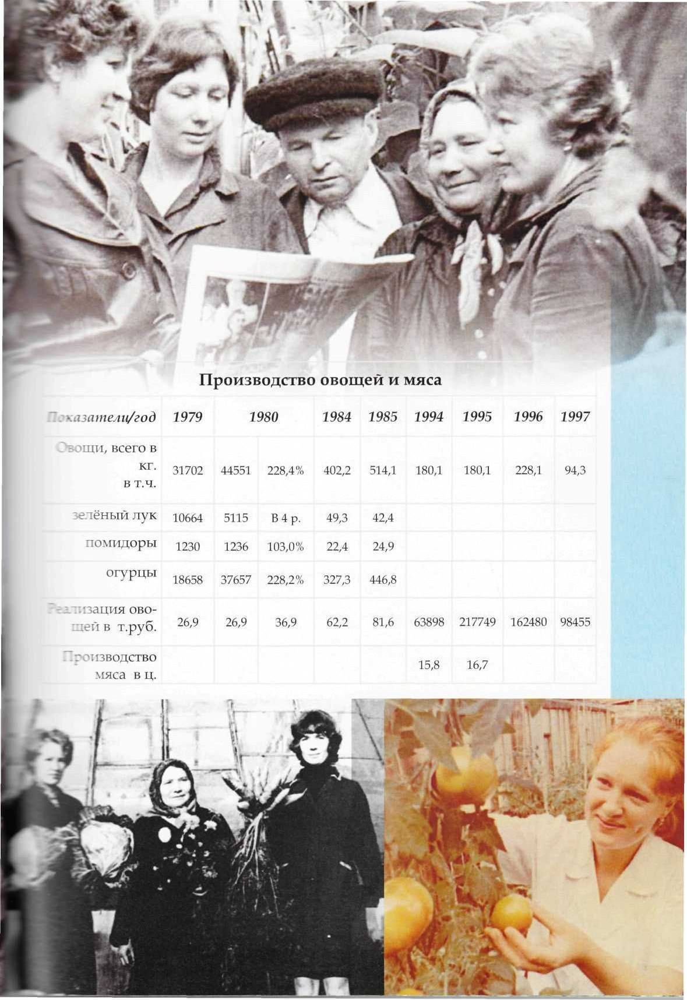 Производство овощей и мяса
Показатели/год 1979 1980 1984 1985 1994 1995 1996 1997
Овощи, всего в
кг.
в т.ч.
31702 44551 228,4% 402,2 514,1 180,1 180,1 228,1 94,3
зелёный лук 10664 5115 В 4 р. 49,3 42,4
помидоры 1230 1236 103,0% 22,4 24,9
огурцы 18658 37657 228,2% 327,3 446,8
Реализация ово-
щей в т.руб.
26,9 26,9 36,9 62,2 81,6 63898 217749 162480 98455
Производство
мяса в ц.
15,8 16,7